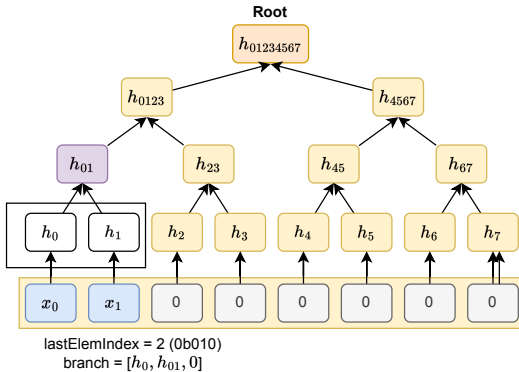 Root
h₀₁₂₃₄₅₆₇
h₀₁₂₃ h₄₅₆₇
h₀₁ h₂₃ h₄₅ h₆₇
h₀ h₁ h₂ h₃ h₄ h₅ h₆ h₇
x₀ x₁ 0 0 0 0 0 0
lastElemIndex = 2 (0b010)
branch = [h₀, h₀₁, 0]